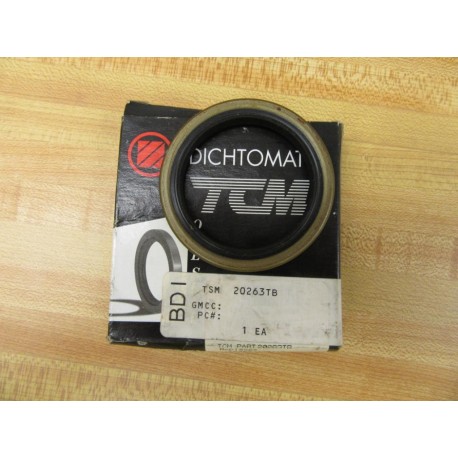 DICHTOMAT
TCM
BDI
TSM 20263TB
GMCC:
PC#:
1 EA